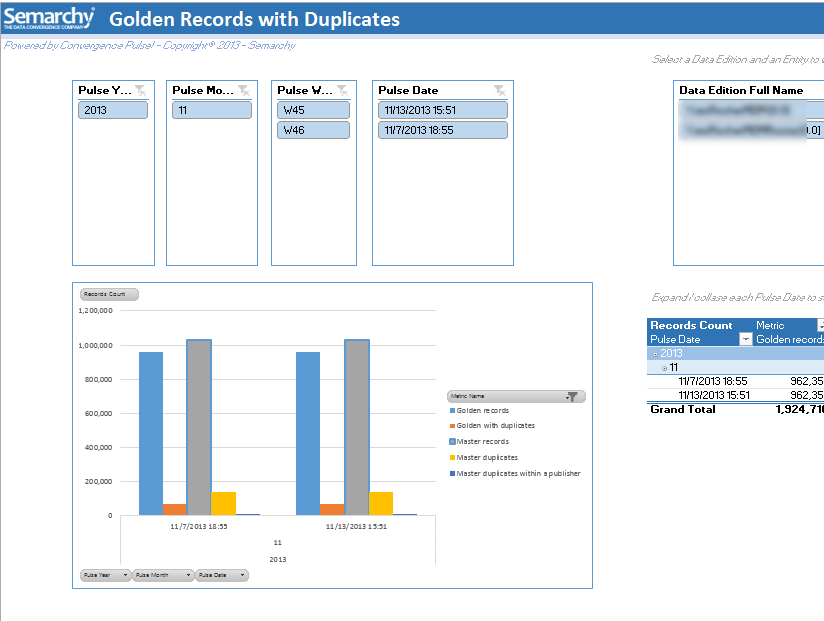 Semarchy
THE DATA CONVERGENCE COMPANY
Golden Records with Duplicates
Powered by Convergence Pulse! - Copyright© 2013 - Semarchy
Select a Data Edition and an Entity to
Pulse Y...
2013
Pulse Mo...
11
Pulse W...
W45
W46
Pulse Date
11/13/2013 15:51
11/7/2013 18:55
Data Edition Full Name
.0]
Records Count
1,200,000
1,000,000
800,000
600,000
400,000
200,000
0
11/7/2013 18:55
11/13/2013 15:51
11
2013
Metric Name
Golden records
Golden with duplicates
Master records
Master duplicates
Master duplicates within a publisher
Pulse Year
Pulse Month
Pulse Date
Expand / collase each Pulse Date to
Records Count Metric
Pulse Date Golden records
2013
11
11/7/2013 18:55 962,35
11/13/2013 15:51 962,35
Grand Total 1,924,71